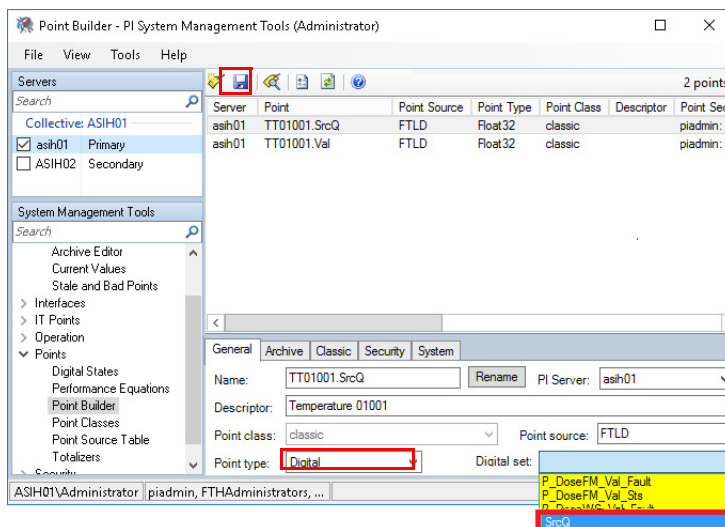 Point Builder - PI System Management Tools (Administrator)
File View Tools Help
Servers
Search
Collective: ASIH01
asih01 Primary
ASIH02 Secondary
2 points
Server Point Point Source Point Type Point Class Descriptor Point Sec
asih01 TT01001.SrcQ FTLD Float32 classic piadmin:
asih01 TT01001.Val FTLD Float32 classic piadmin:
System Management Tools
Search
Archive Editor
Current Values
Stale and Bad Points
Interfaces
IT Points
Operation
Points
Digital States
Performance Equations
Point Builder
Point Classes
Point Source Table
Totalizers
Security
General Archive Classic Security System
Name: TT01001.SrcQ Rename PI Server: asih01
Descriptor: Temperature 01001
Point class: classic Point source: FTLD
Point type: Digital Digital set:
P_DoseFM_Val_Fault
P_DoseFM_Val_Sts
SrcQ
ASIH01\Administrator piadmin, FTHAdministrators, ...